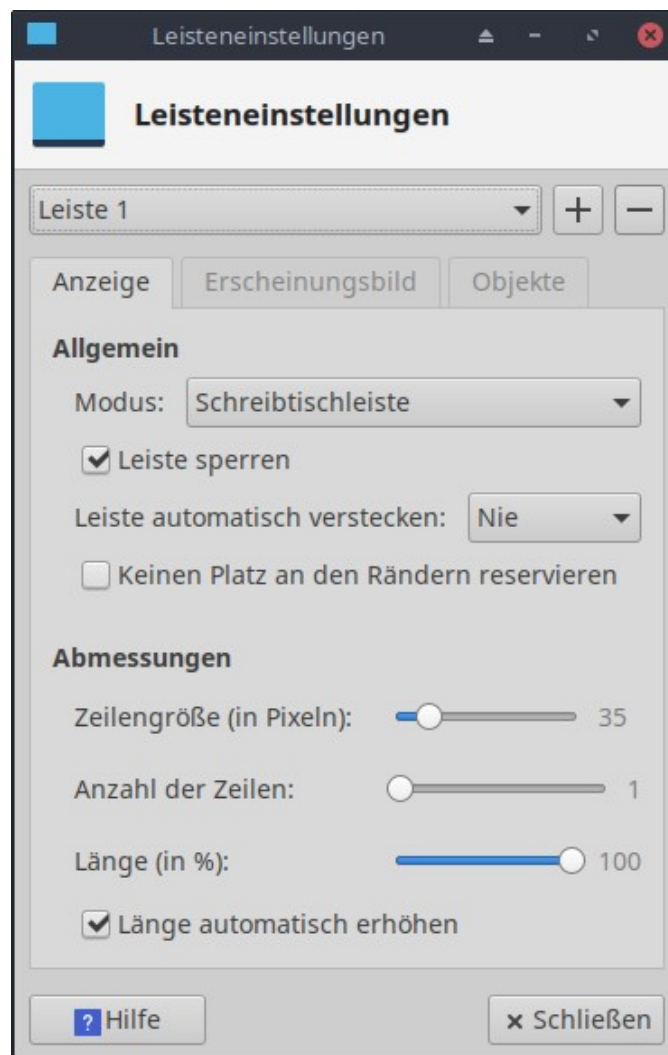 Leisteneinstellungen
Leisteneinstellungen
Leiste 1
Anzeige Erscheinungsbild Objekte
Allgemein
Modus: Schreibtischleiste
Leiste sperren
Leiste automatisch verstecken: Nie
Keinen Platz an den Rändern reservieren
Abmessungen
Zeilengröße (in Pixeln): 35
Anzahl der Zeilen: 1
Länge (in %): 100
Länge automatisch erhöhen
? Hilfe × Schließen